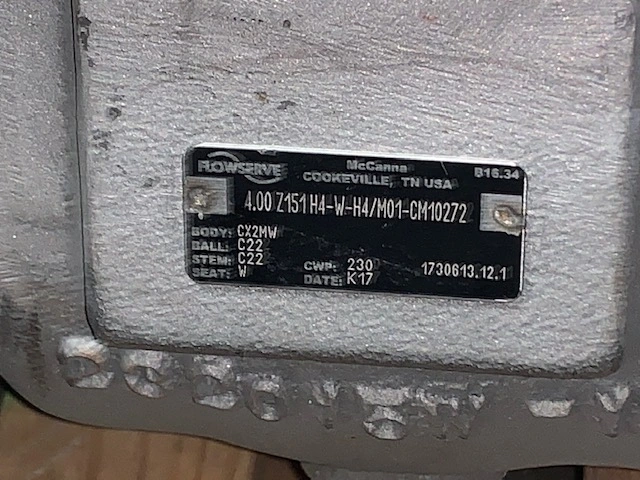 FLOWSERVE
McCanna
B16.34
COOKEVILLE, TN USA
4.00 Z151 H4-W-H4/M01-CM10272
BODY: CX2MW
BALL: C22
STEM: C22
SEAT: W
CWP: 230
DATE: K17
1730613.12.1